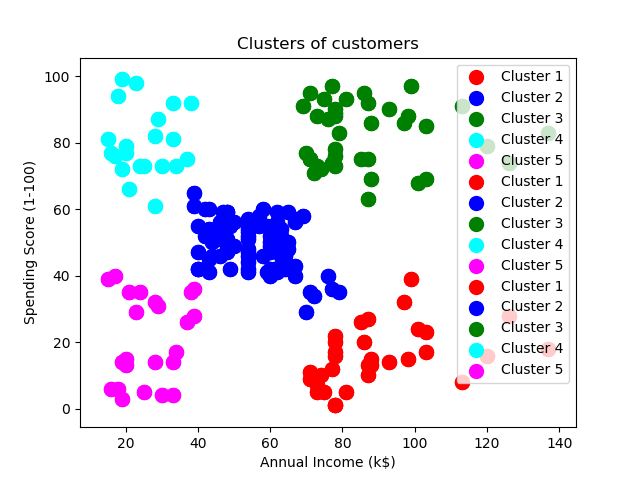 Clusters of customers
Spending Score (1-100)
100
80
60
40
20
0
20 40 60 80 100 120 140
Annual Income (k$)
Cluster 1
Cluster 2
Cluster 3
Cluster 4
Cluster 5
Cluster 1
Cluster 2
Cluster 3
Cluster 4
Cluster 5
Cluster 1
Cluster 2
Cluster 3
Cluster 4
Cluster 5